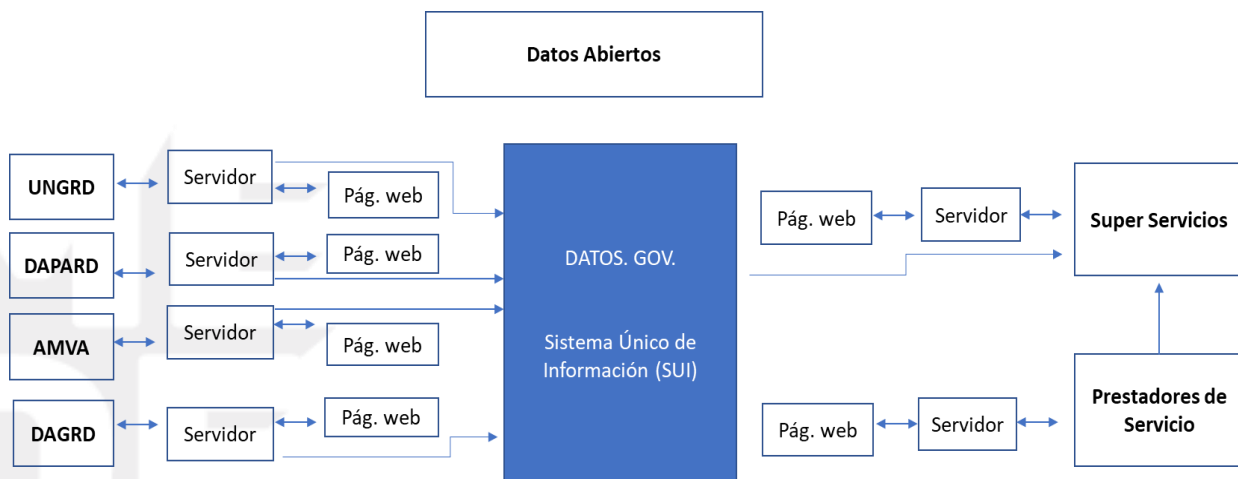 Datos Abiertos
UNGRD
Servidor
Pág. web
DAPARD
Servidor
Pág. web
AMVA
Servidor
Pág. web
DAGRD
Servidor
Pág. web
DATOS. GOV.
Sistema Único de
Información (SUI)
Pág. web
Servidor
Super Servicios
Pág. web
Servidor
Prestadores de
Servicio